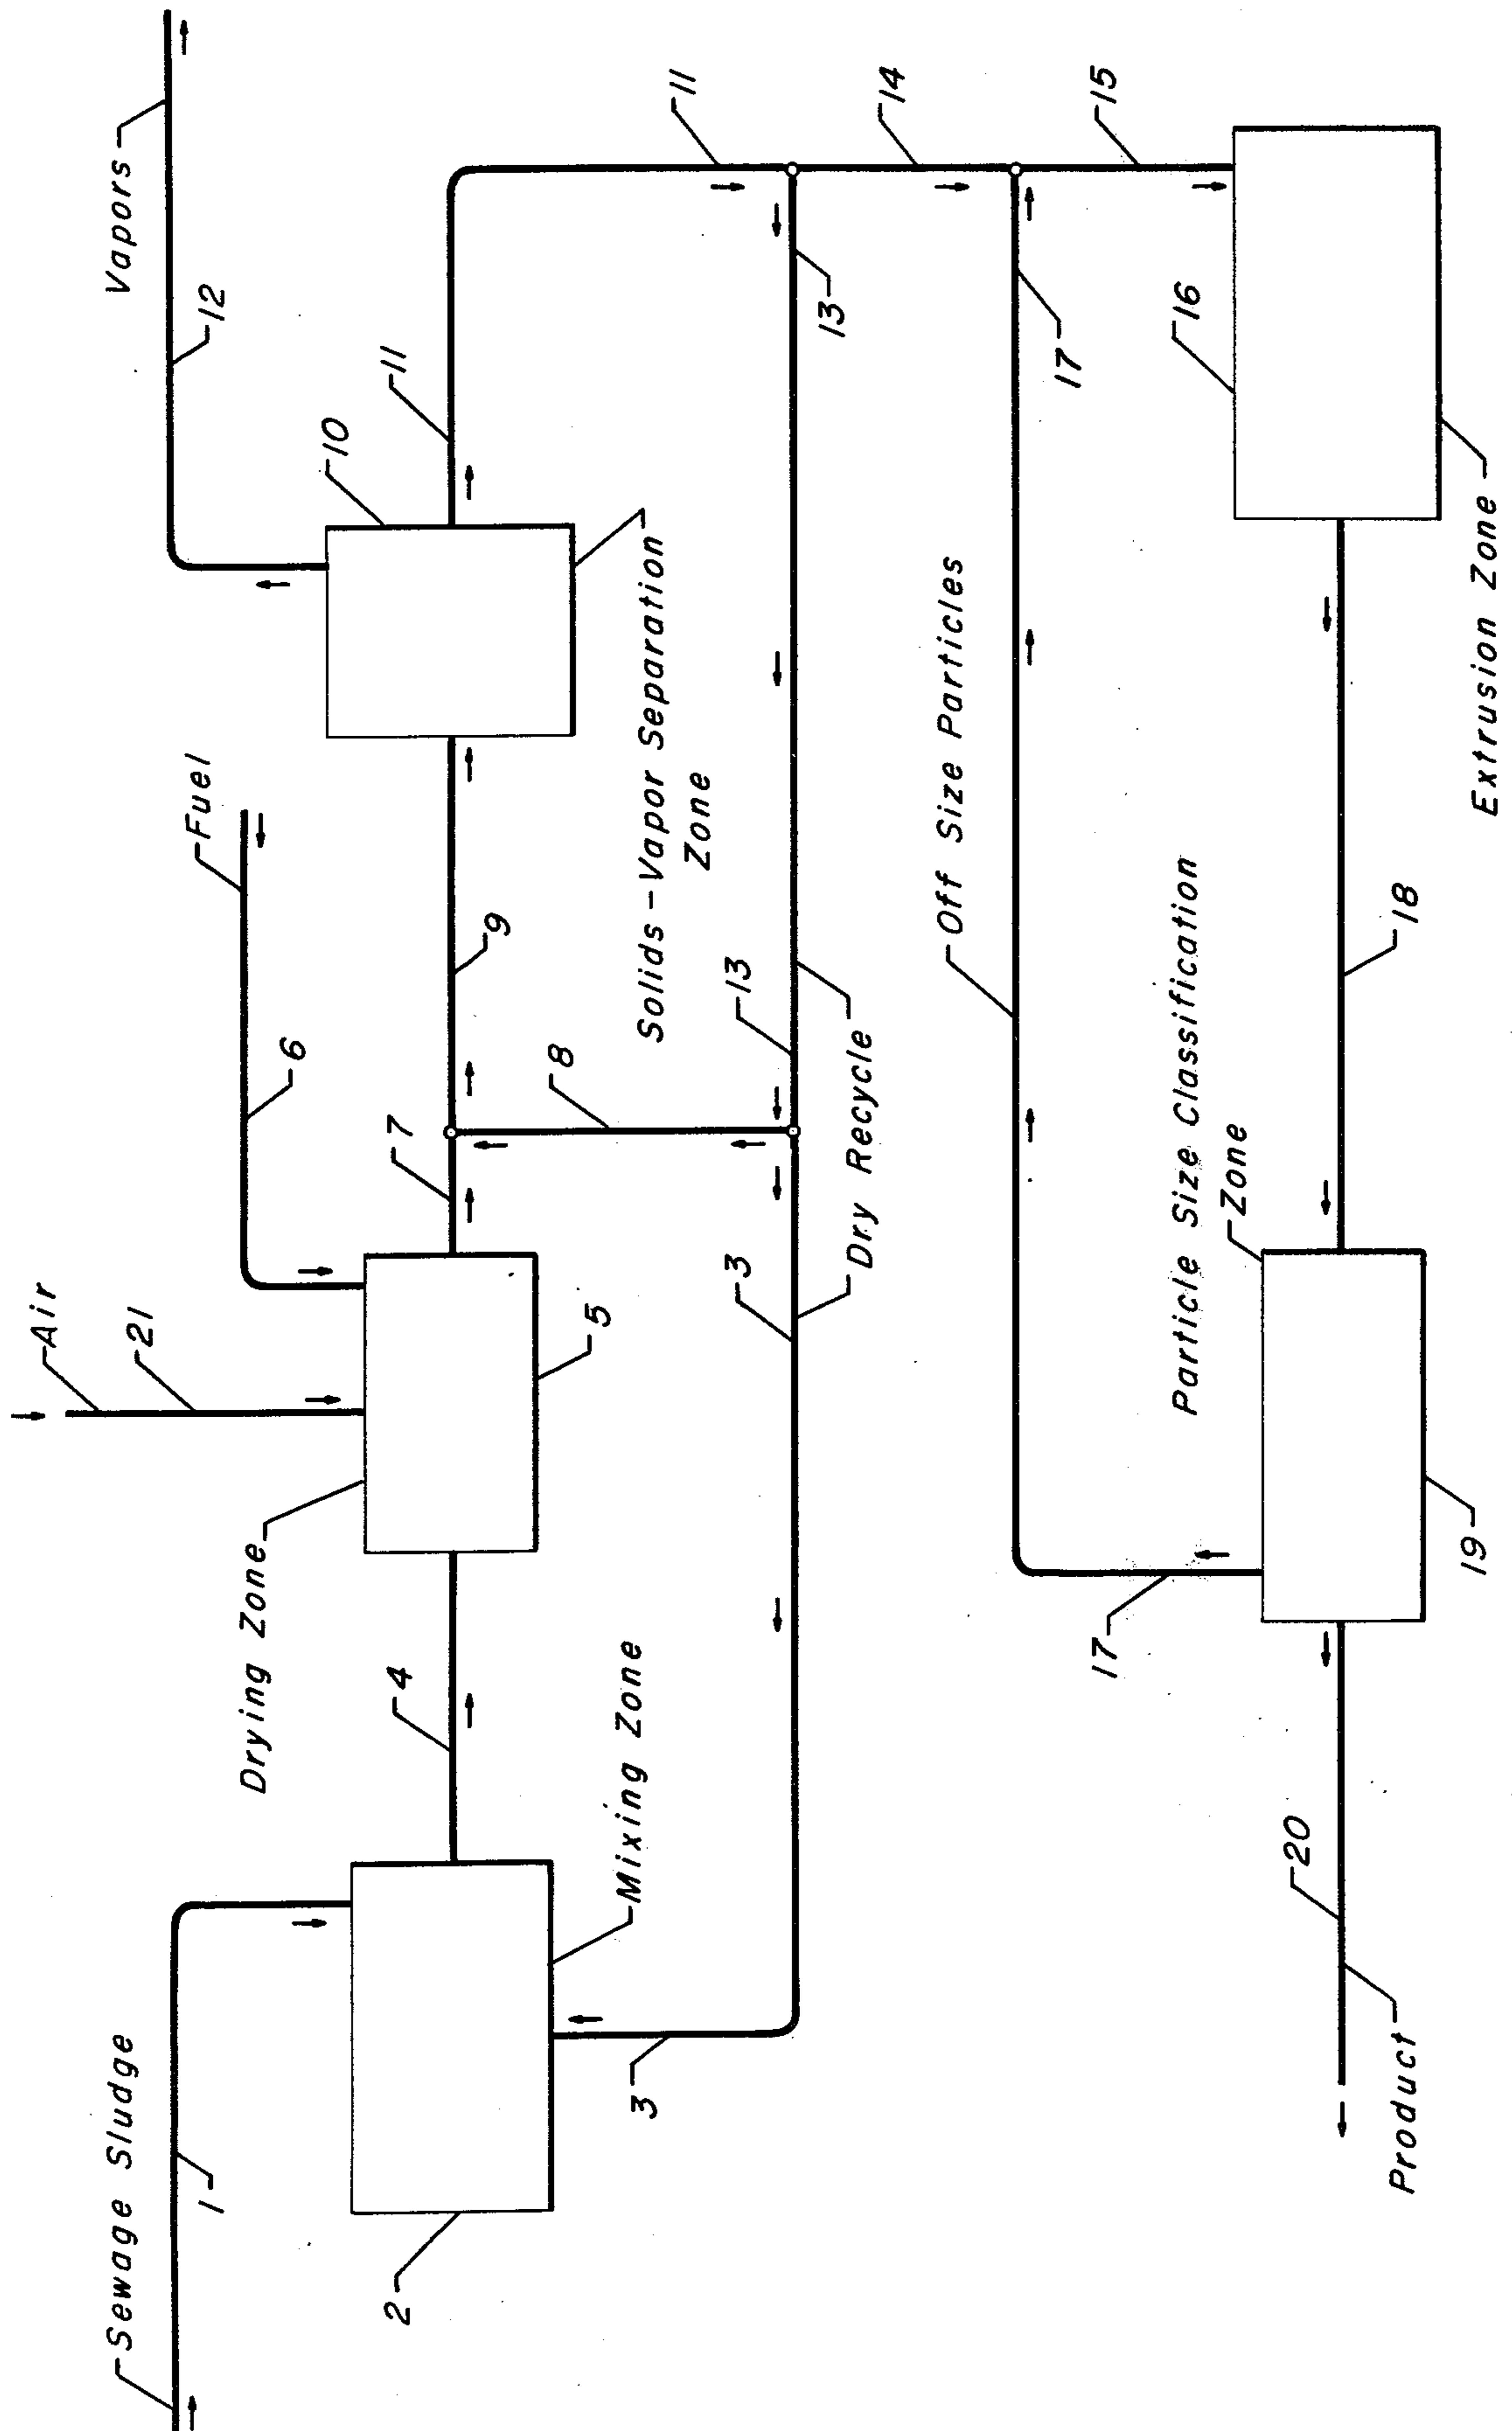 Sewage Sludge
1
2
Mixing Zone
3
4
Drying Zone
Air
21
5
Fuel
6
7
8
9
Vapors
12
10
11
Solids-Vapor Separation
Zone
11
3
Dry Recycle
13
13
14
Off Size Particles
17
15
16
Extrusion Zone
18
Particle Size Classification
Zone
17
19
20
Product